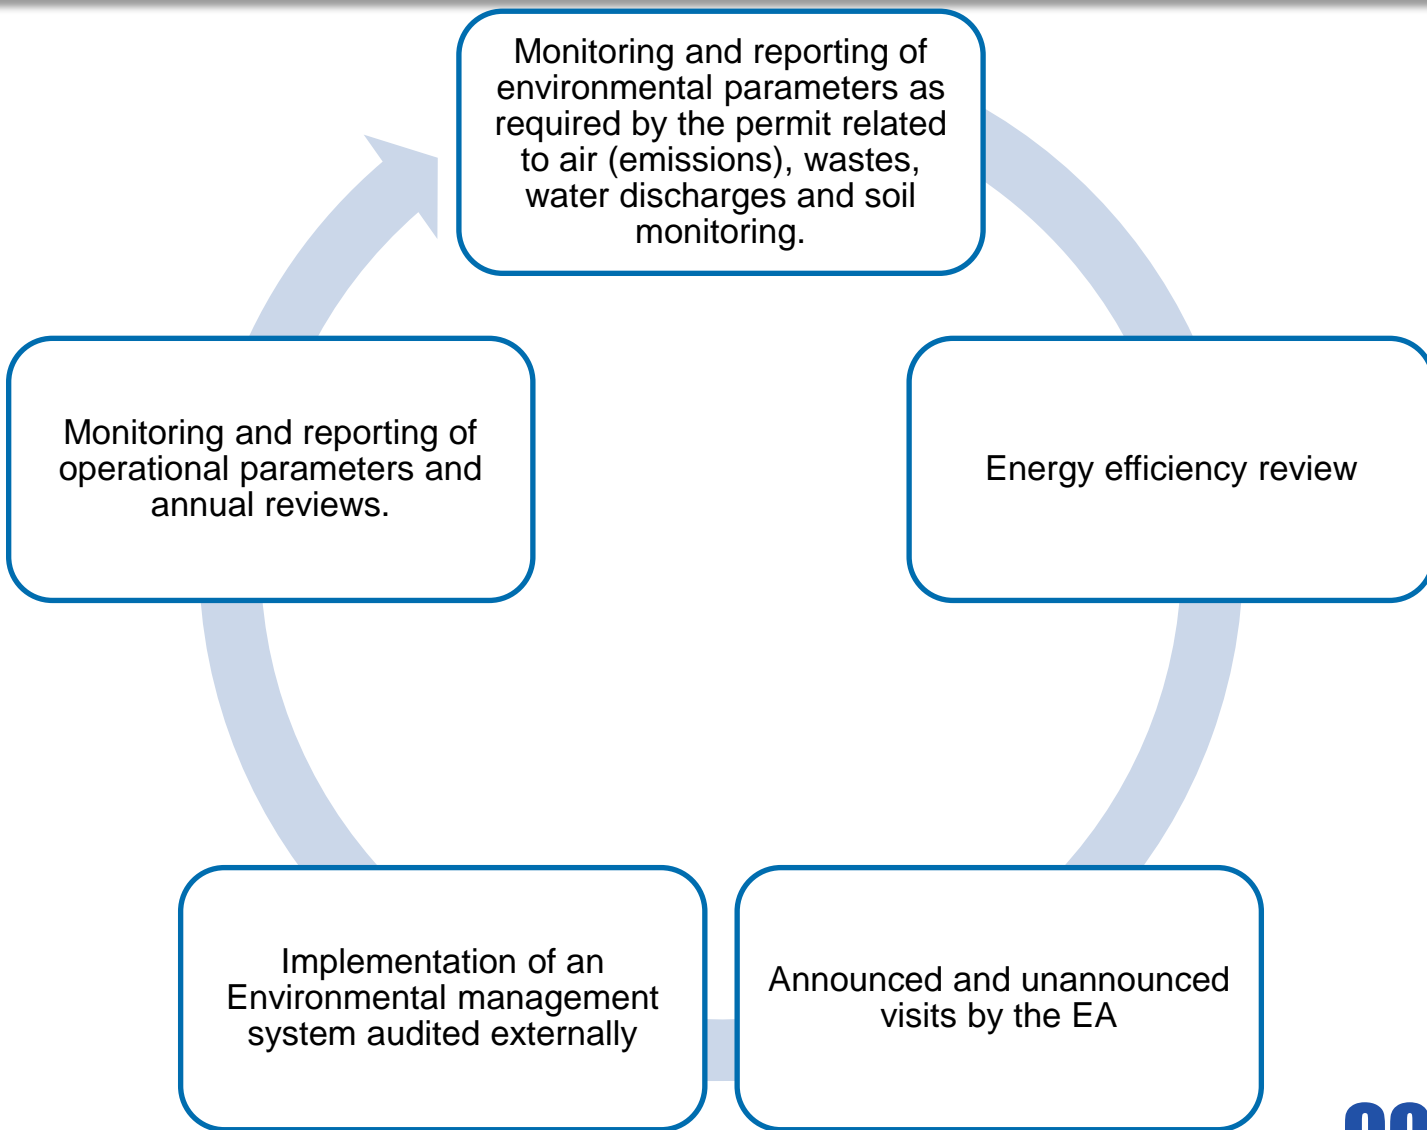 Monitoring and reporting of
environmental parameters as
required by the permit related
to air (emissions), wastes,
water discharges and soil
monitoring.
Energy efficiency review
Announced and unannounced
visits by the EA
Implementation of an
Environmental management
system audited externally
Monitoring and reporting of
operational parameters and
annual reviews.